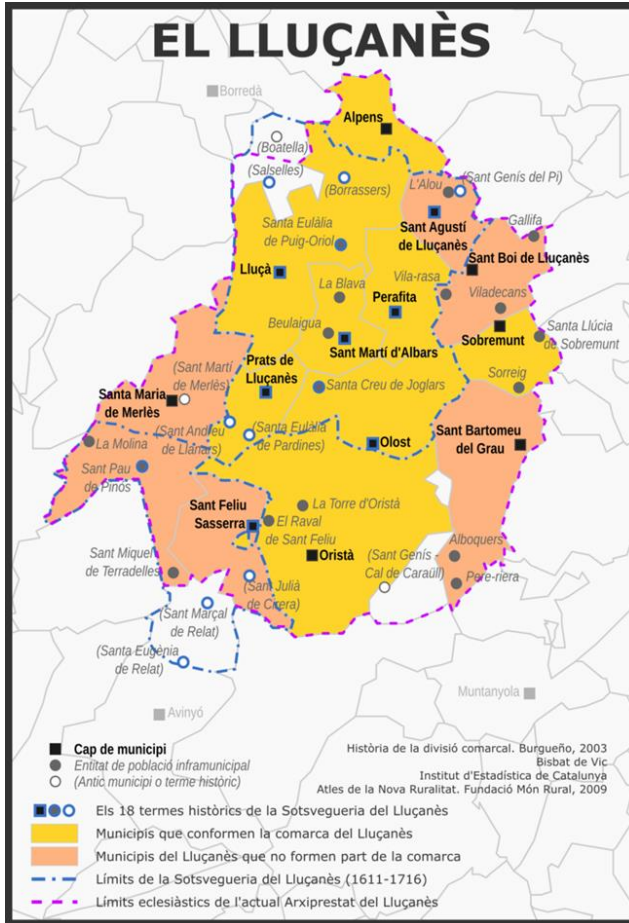 EL LLUÇANÈS
Borredà
Alpens
(Boatella)
(Salselles)
(Borrassers)
L'Alou
(Sant Genís del Pi)
Santa Eulàlia
de Puig-Oriol
Sant Agustí
de Lluçanès
Gallifa
Sant Boi de Lluçanès
Lluçà
La Blava
Vila-rasa
Perafita
Viladecans
Beulaigua
Sant Martí d'Albars
Sobremunt
Santa Llúcia
de Sobremunt
(Sant Martí
de Merlès)
Prats de
Lluçanès
Santa Creu de Joglars
Sorreig
Santa Maria
de Merlès
(Sant Andreu
de Llanars)
(Santa Eulàlia
de Pardines)
Olost
Sant Bartomeu
del Grau
La Molina
Sant Pau
de Pinós
Sant Feliu
Sasserra
La Torre d'Oristà
El Raval
de Sant Feliu
Sant Miquel
de Terradelles
Oristà
(Sant Genís -
Cal de Caraüll)
Alboquers
(Sant Julià
de Cirera)
Pere-riera
(Sant Marçal
de Relat)
(Santa Eugènia
de Relat)
Avinyó
Muntanyola
Cap de municipi
Entitat de població inframunicipal
(Antic municipi o terme històric)
Història de la divisió comarcal. Burgueño, 2003
Bisbat de Vic
Institut d'Estadística de Catalunya
Atles de la Nova Ruralitat. Fundació Món Rural, 2009
Els 18 termes històrics de la Sotsvegueria del Lluçanès
Municipis que conformen la comarca del Lluçanès
Municipis del Lluçanès que no formen part de la comarca
Límits de la Sotsvegueria del Lluçanès (1611-1716)
Límits eclesiàstics de l'actual Arxiprestat del Lluçanès